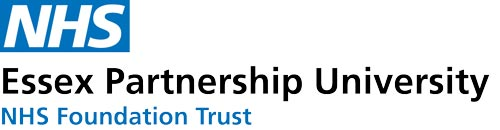 NHS
Essex Partnership University
NHS Foundation Trust